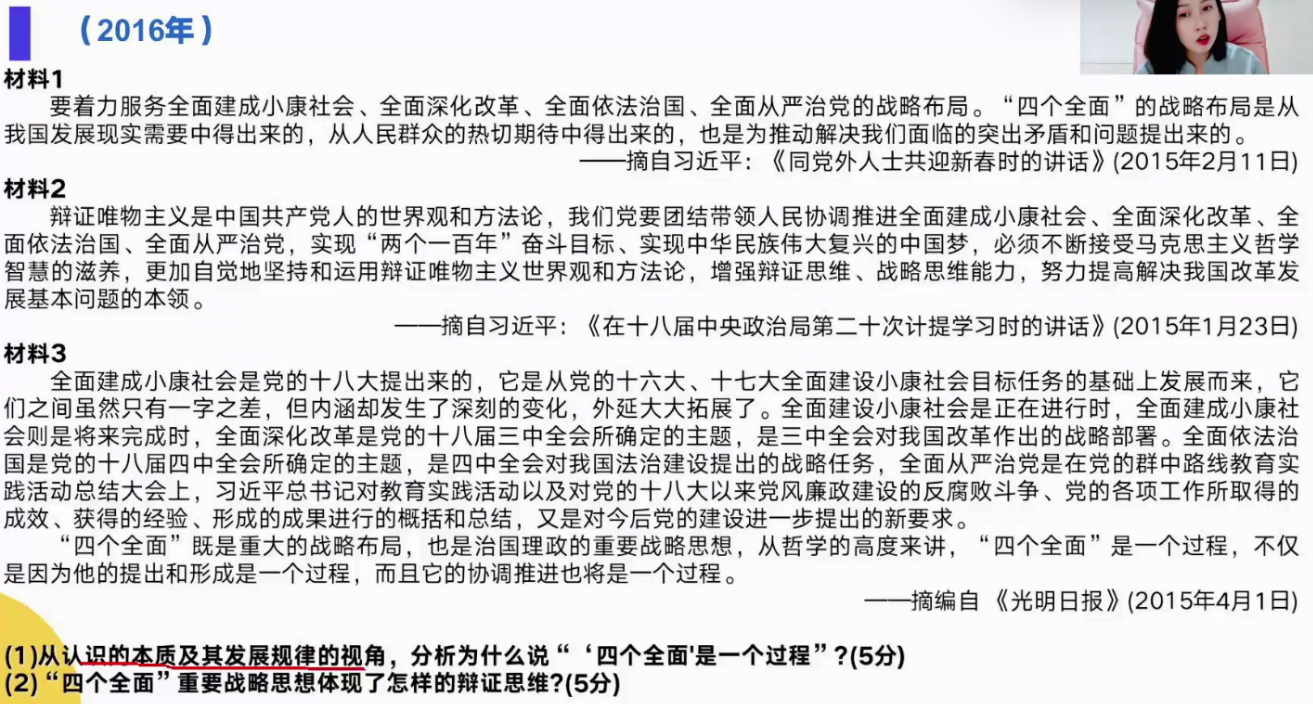 （2016年）
材料1
要着力服务全面建成小康社会、全面深化改革、全面依法治国、全面从严治党的战略布局。“四个全面”的战略布局是从
我国发展现实需要中得出来的，从人民群众的热切期待中得出来的，也是为推动解决我们面临的突出矛盾和问题提出来的。
——摘自习近平：《同党外人士共迎新春时的讲话》(2015年2月11日)
材料2
辩证唯物主义是中国共产党人的世界观和方法论，我们党要团结带领人民协调推进全面建成小康社会、全面深化改革、全
面依法治国、全面从严治党，实现“两个一百年”奋斗目标、实现中华民族伟大复兴的中国梦，必须不断接受马克思主义哲学
智慧的滋养，更加自觉地坚持和运用辩证唯物主义世界观和方法论，增强辩证思维、战略思维能力，努力提高解决我国改革发
展基本问题的本领。
——摘自习近平：《在十八届中央政治局第二十次计提学习时的讲话》(2015年1月23日)
材料3
全面建成小康社会是党的十八大提出来的，它是从党的十六大、十七大全面建设小康社会目标任务的基础上发展而来，它
们之间虽然只有一字之差，但内涵却发生了深刻的变化，外延大大拓展了。全面建设小康社会是正在进行时，全面建成小康社
会则是将来完成时，全面深化改革是党的十八届三中全会所确定的主题，是三中全会对我国改革作出的战略部署。全面依法治
国是党的十八届四中全会所确定的主题，是四中全会对我国法治建设提出的战略任务，全面从严治党是在党的群中路线教育实
践活动总结大会上，习近平总书记对教育实践活动以及对党的十八大以来党风廉政建设的反腐败斗争、党的各项工作所取得的
成效、获得的经验、形成的成果进行的概括和总结，又是对今后党的建设进一步提出的新要求。
“四个全面”既是重大的战略布局，也是治国理政的重要战略思想，从哲学的高度来讲，“四个全面”是一个过程，不仅
是因为他的提出和形成是一个过程，而且它的协调推进也将是一个过程。
——摘编自《光明日报》(2015年4月1日)
(1)从认识的本质及其发展规律的视角，分析为什么说“‘四个全面'是一个过程”?(5分)
(2)“四个全面”重要战略思想体现了怎样的辩证思维?(5分)